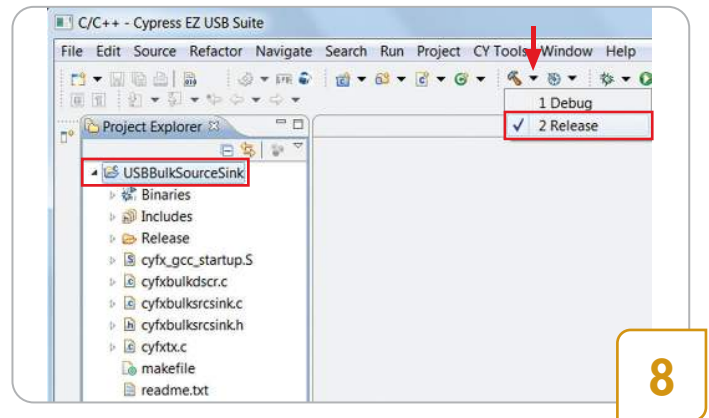 C/C++ - Cypress EZ USB Suite
File Edit Source Refactor Navigate Search Run Project CY Tools Window Help
1 Debug
2 Release
Project Explorer
USBBulkSourceSink
Binaries
Includes
Release
cyfx_gcc_startup.S
cyfxbulkdscr.c
cyfxbulksrcsink.c
cyfxbulksrcsink.h
cyfxtx.c
makefile
readme.txt
8